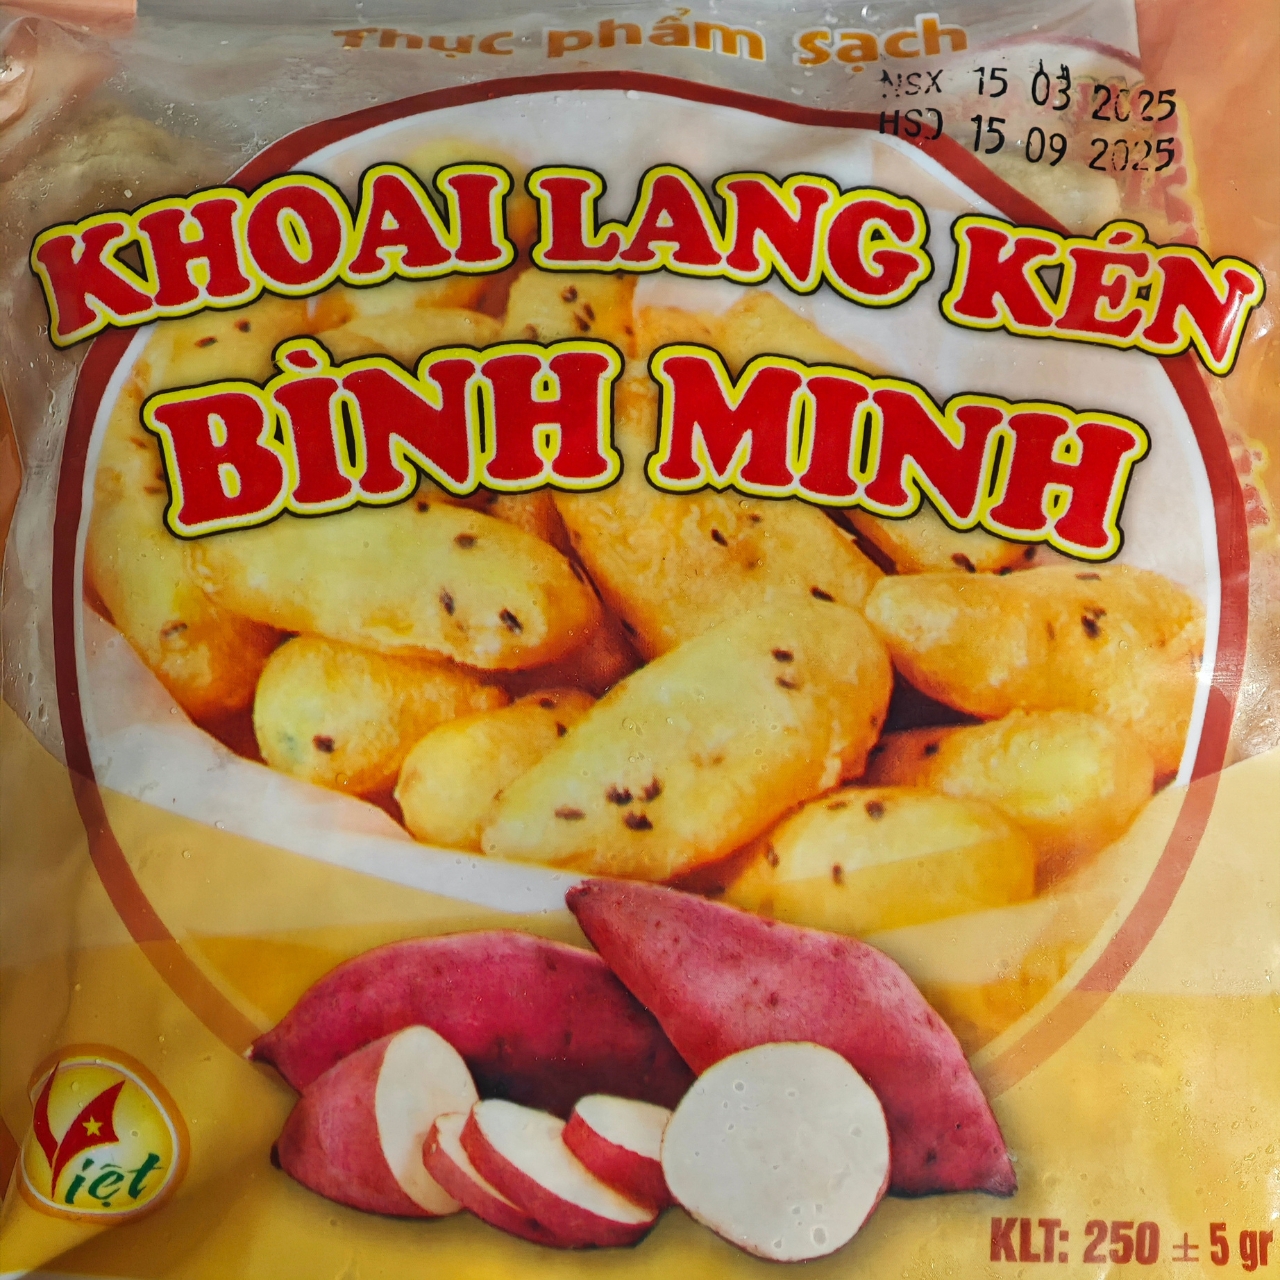 Thực phẩm sạch
NSX 15 03 2025
HSD 15 09 2025
KHOAI LANG KÉN
BÌNH MINH
Việt
KLT: 250 ± 5 gr